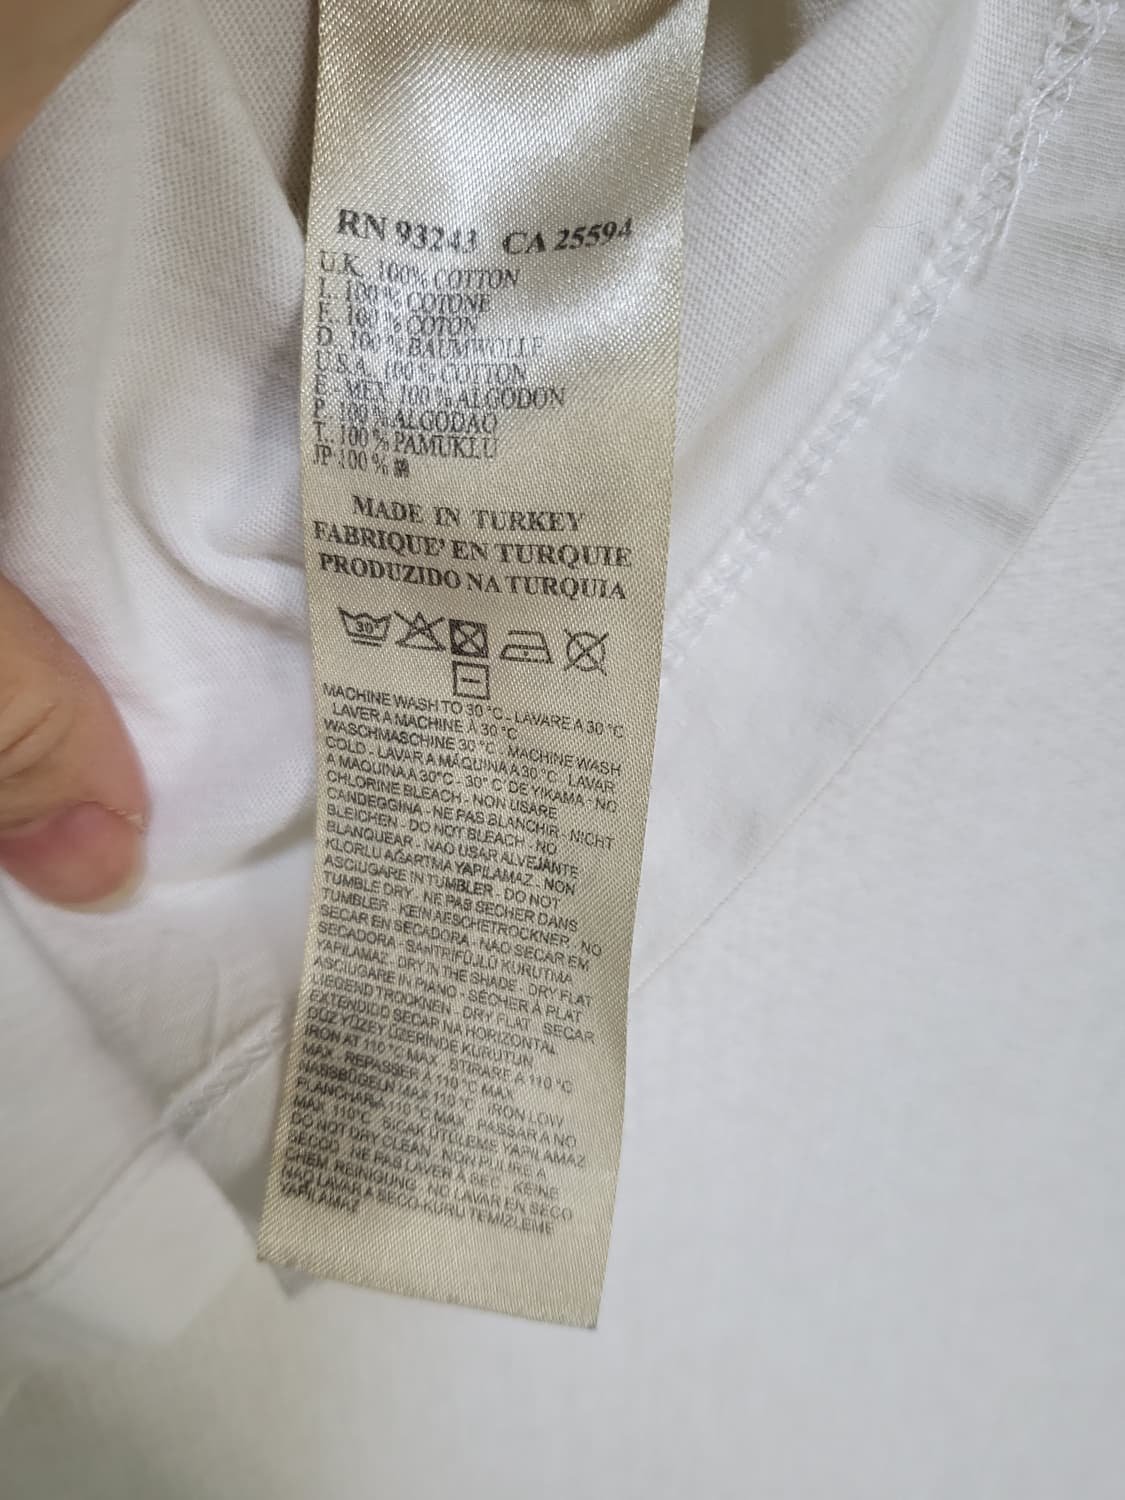 RN 93243 CA 25594
U.K. 100% COTTON
I. 100% COTONE
F. 100% COTON
D. 100% BAUMWOLLE
U.S.A. 100% COTTON
E. MEX. 100% ALGODON
P. 100% ALGODAO
T. 100% PAMUKLU
JP 100% 綿
MADE IN TURKEY
FABRIQUE' EN TURQUIE
PRODUZIDO NA TURQUIA
30°
MACHINE WASH TO 30 °C - LAVARE A 30 °C
LAVER A MACHINE À 30 °C
WASCHMASCHINE 30 °C - MACHINE WASH
COLD - LAVAR A MÁQUINA A 30 °C LAVAR
A MAQUINA A 30°C . 30° C DE YIKAMA - NO
CHLORINE BLEACH - NON USARE
CANDEGGINA - NE PAS BLANCHIR - NICHT
BLEICHEN - DO NOT BLEACH - NO
BLANQUEAR - NAO USAR ALVEJANTE
KLORLU AĞARTMA YAPILAMAZ - NON
ASCIUGARE IN TUMBLER - DO NOT
TUMBLE DRY . NE PAS SECHER DANS
TUMBLER - KEIN AESCHETROCKNER . NO
SECAR EN SECADORA - NAO SECAR EM
SECADORA - SANTRİFÜJLÜ KURUTMA
YAPILAMAZ - DRY IN THE SHADE - DRY FLAT
ASCIUGARE IN PIANO - SÉCHER À PLAT
LIEGEND TROCKNEN - DRY FLAT - SECAR
EXTENDIDO SECAR NA HORIZONTAL
DÜZ YÜZEY ÜZERINDE KURUTUN
IRON AT 110 °C MAX . STIRARE A 110 °C
MAX - REPASSER À 110 °C MAX
NASSBÜGELN MAX 110 °C - IRON LOW
PLANCHAR A 110 °C MAX . PASSAR A NO
MAX. 110°C . SICAK ÜTÜLEME YAPILAMAZ
DO NOT DRY CLEAN - NON PULIRE A
SECCO . NE PAS LAVER À SEC . KEINE
CHEM. REINIGUNG . NO LAVAR EN SECO
NAO LAVAR A SECO-KURU TEMIZLEME
YAPILAMAZ